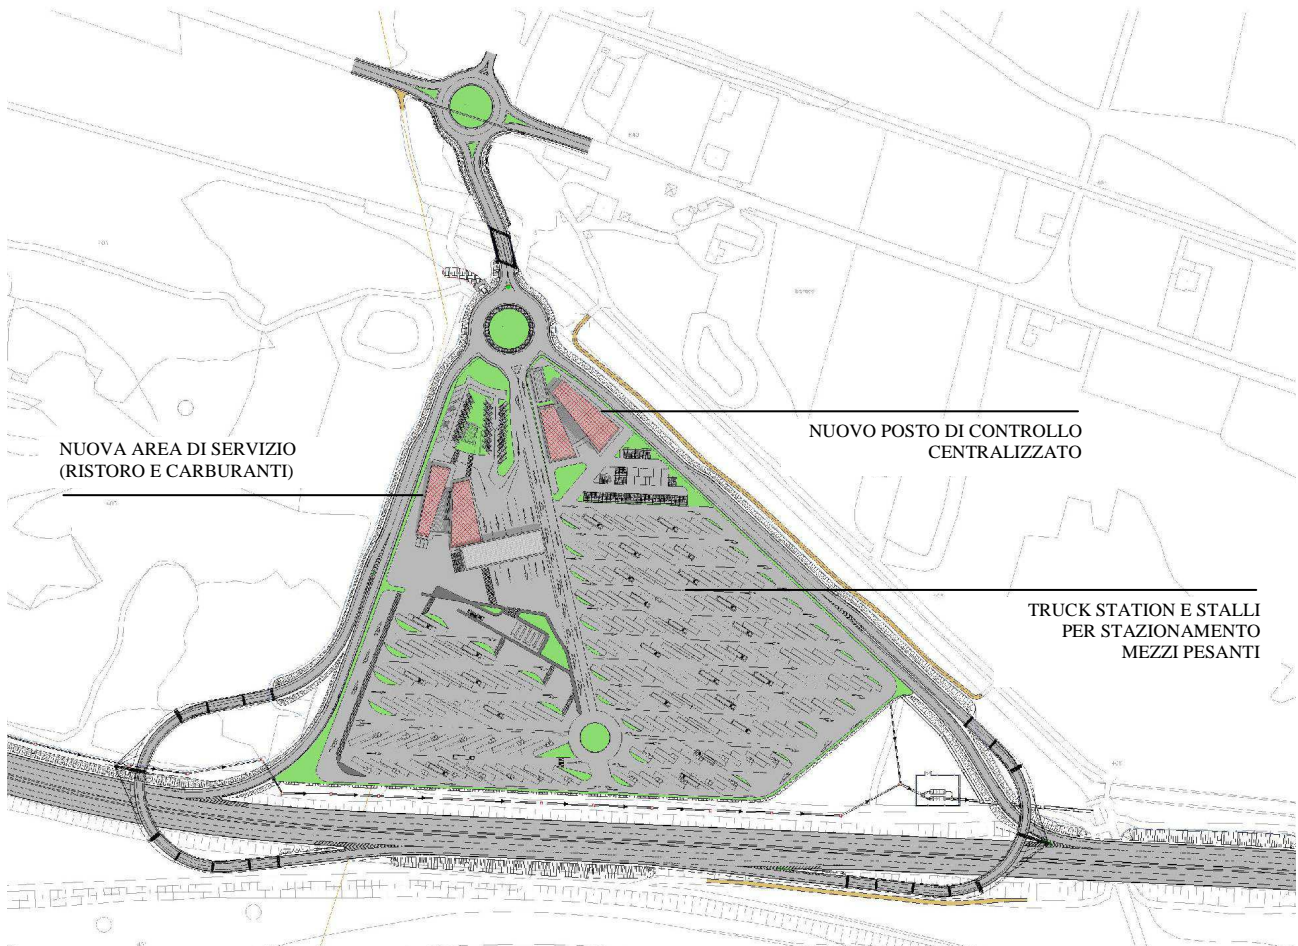 NUOVA AREA DI SERVIZIO
(RISTORO E CARBURANTI)
NUOVO POSTO DI CONTROLLO
CENTRALIZZATO
TRUCK STATION E STALLI
PER STAZIONAMENTO
MEZZI PESANTI